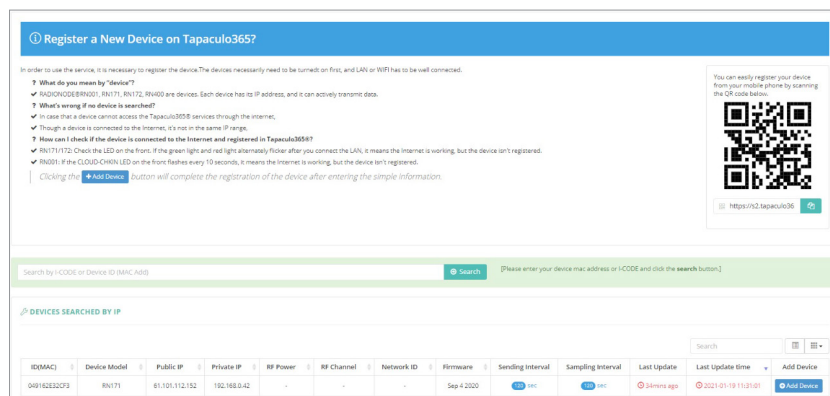 Register a New Device on Tapaculo365?
In order to use the service, it is necessary to register the device.The devices necessarily need to be turnedt on first, and LAN or WIFI has to be well connected.
? What do you mean by "device"?
✔ RADIONODE®RN001, RN171, RN172, RN400 are devices. Each device has its IP address, and it can actively transmit data.
? What's wrong if no device is searched?
✔ In case that a device cannot access the Tapaculo365® services through the internet,
✔ Though a device is connected to the Internet, it's not in the same IP range,
? How can I check if the device is connected to the Internet and registered in Tapaculo365®?
✔ RN171/172: Check the LED on the front. If the green light and red light alternately flicker after you connect the LAN, it means the Internet is working, but the device isn't registered.
✔ RN001: If the CLOUD-CHKIN LED on the front flashes every 10 seconds, it means the Internet is working, but the device isn't registered.
Clicking the +Add Device button will complete the registration of the device after entering the simple information.
You can easily register your device
from your mobile phone by scanning
the QR code below.
https://s2.tapaculo36
Search by I-CODE or Device ID (MAC Add)
Search
[Please enter your device mac address or I-CODE and click the search button.]
DEVICES SEARCHED BY IP
Search
ID(MAC) Device Model Public IP Private IP RF Power RF Channel Network ID Firmware Sending Interval Sampling Interval Last Update Last Update time Add Device
049162E32CF3 RN171 61.101.112.152 192.168.0.42 - - - Sep 4 2020 120 sec 120 sec 34mns ago 2021-01-19 11:31:01 Add Device